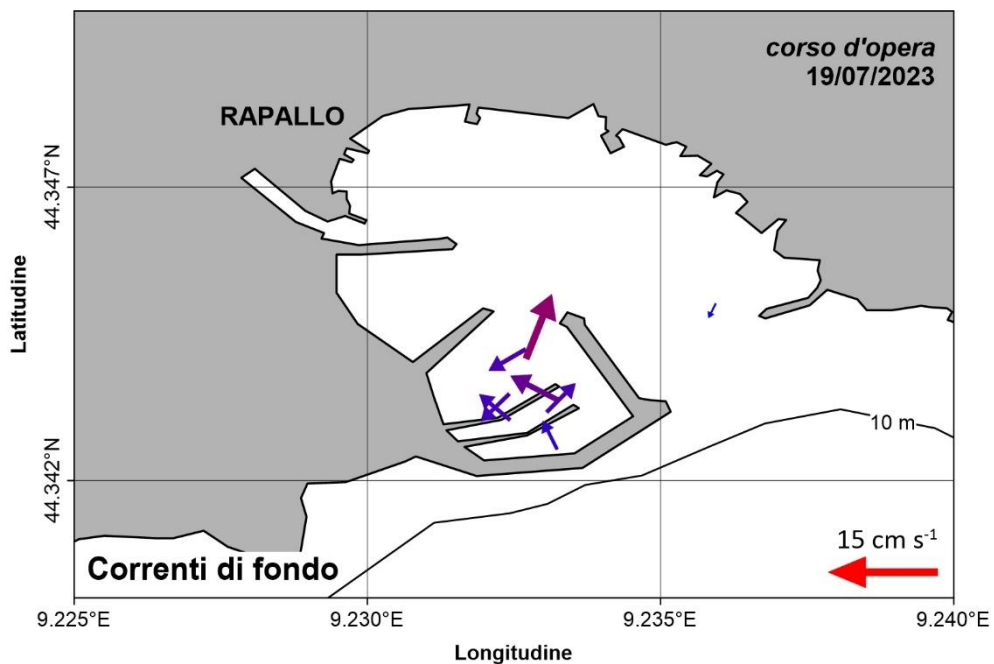 corso d'opera
19/07/2023
RAPALLO
44.347°N
Latitudine
10 m
44.342°N
15 cm s⁻¹
Correnti di fondo
9.225°E 9.230°E 9.235°E 9.240°E
Longitudine